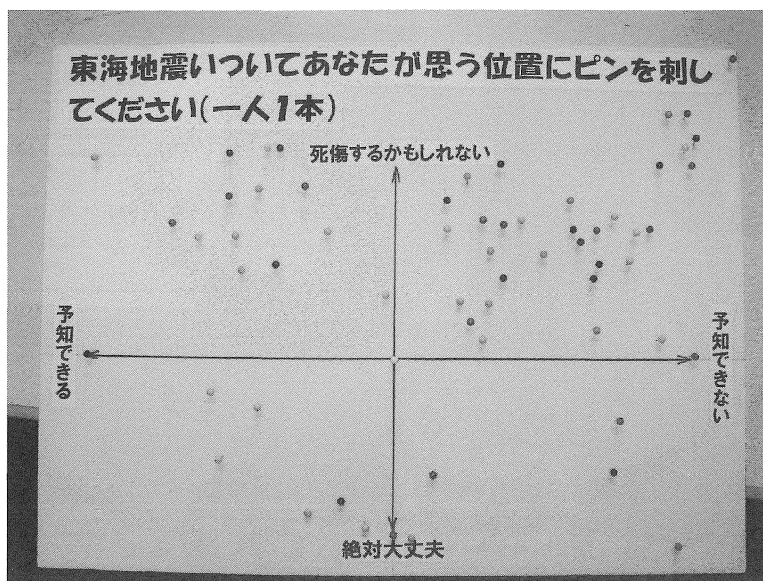 東海地震いついてあなたが思う位置にピンを刺し
てください(一人1本)
死傷するかもしれない
予知できる
予知できない
絶対大丈夫